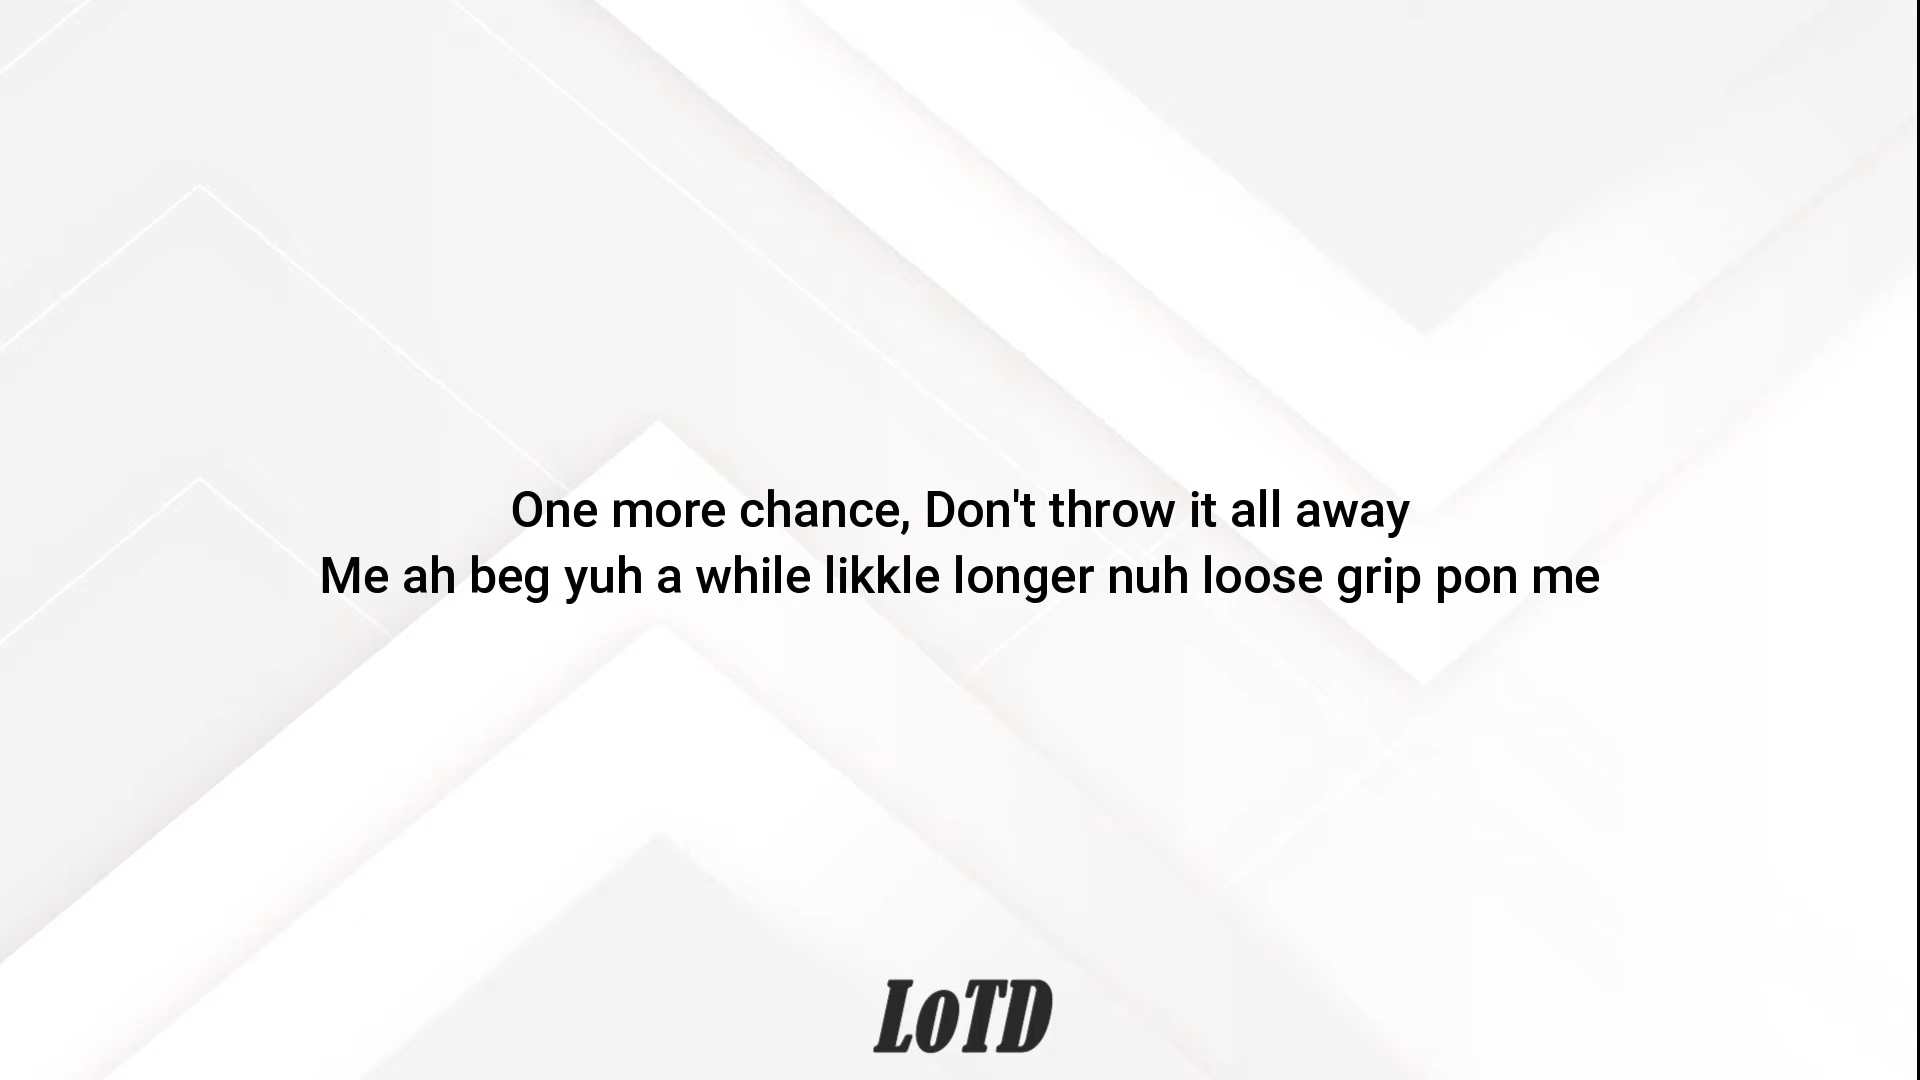 One more chance, Don't throw it all away
Me ah beg yuh a while likkle longer nuh loose grip pon me
LoTD